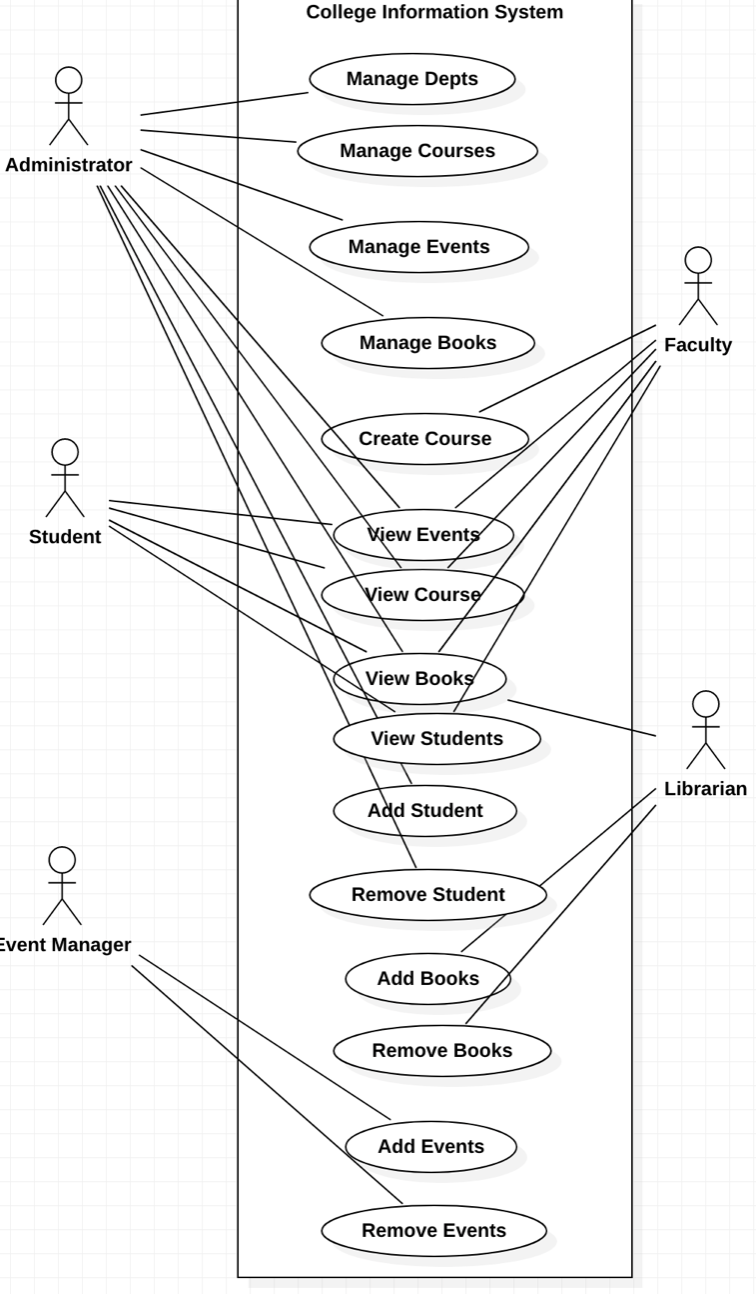 College Information System
Manage Depts
Administrator
Manage Courses
Manage Events
Manage Books
Faculty
Create Course
Student
View Events
View Course
View Books
View Students
Librarian
Add Student
Remove Student
Event Manager
Add Books
Remove Books
Add Events
Remove Events